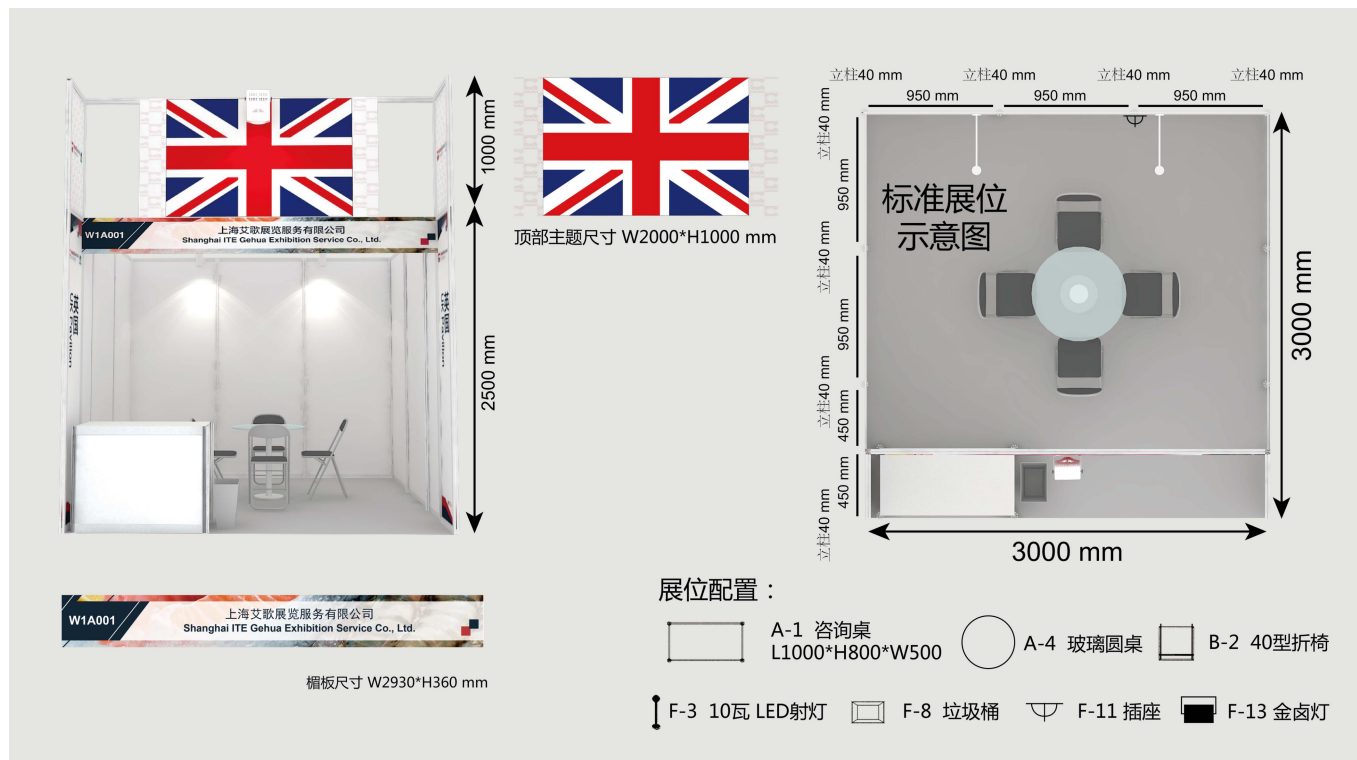 1000 mm
W1A001
上海艾歌展览服务有限公司
Shanghai ITE Gehua Exhibition Service Co., Ltd.
英国
UK Pavilion
英国
UK Pavilion
2500 mm
顶部主题尺寸 W2000*H1000 mm
W1A001
上海艾歌展览服务有限公司
Shanghai ITE Gehua Exhibition Service Co., Ltd.
楣板尺寸 W2930*H360 mm
立柱40 mm
立柱40 mm
立柱40 mm
立柱40 mm
950 mm
950 mm
950 mm
立柱40 mm
950 mm
立柱40 mm
950 mm
立柱40 mm
450 mm
450 mm
立柱40 mm
标准展位
示意图
3000 mm
3000 mm
展位配置：
A-1 咨询桌
L1000*H800*W500
A-4 玻璃圆桌
B-2 40型折椅
F-3 10瓦 LED射灯
F-8 垃圾桶
F-11 插座
F-13 金卤灯